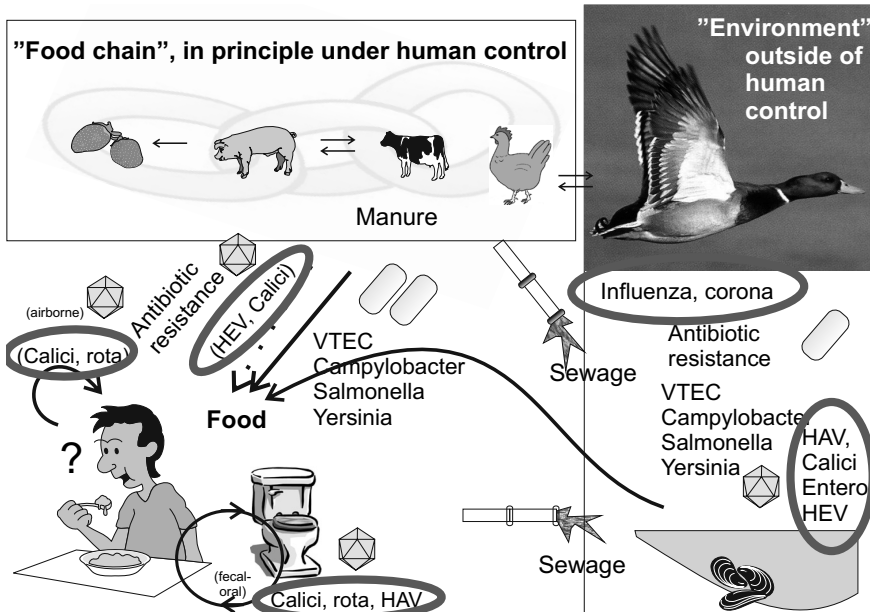 ”Food chain”, in principle under human control
”Environment”
outside of
human
control
Manure
(airborne)
(Calici, rota)
Antibiotic
resistance
(HEV, Calici)
VTEC
Campylobacter
Salmonella
Yersinia
Food
?
(fecal-
oral)
Calici, rota, HAV
Sewage
Sewage
Influenza, corona
Antibiotic
resistance
VTEC
Campylobacter
Salmonella
Yersinia
HAV,
Calici
Entero
HEV